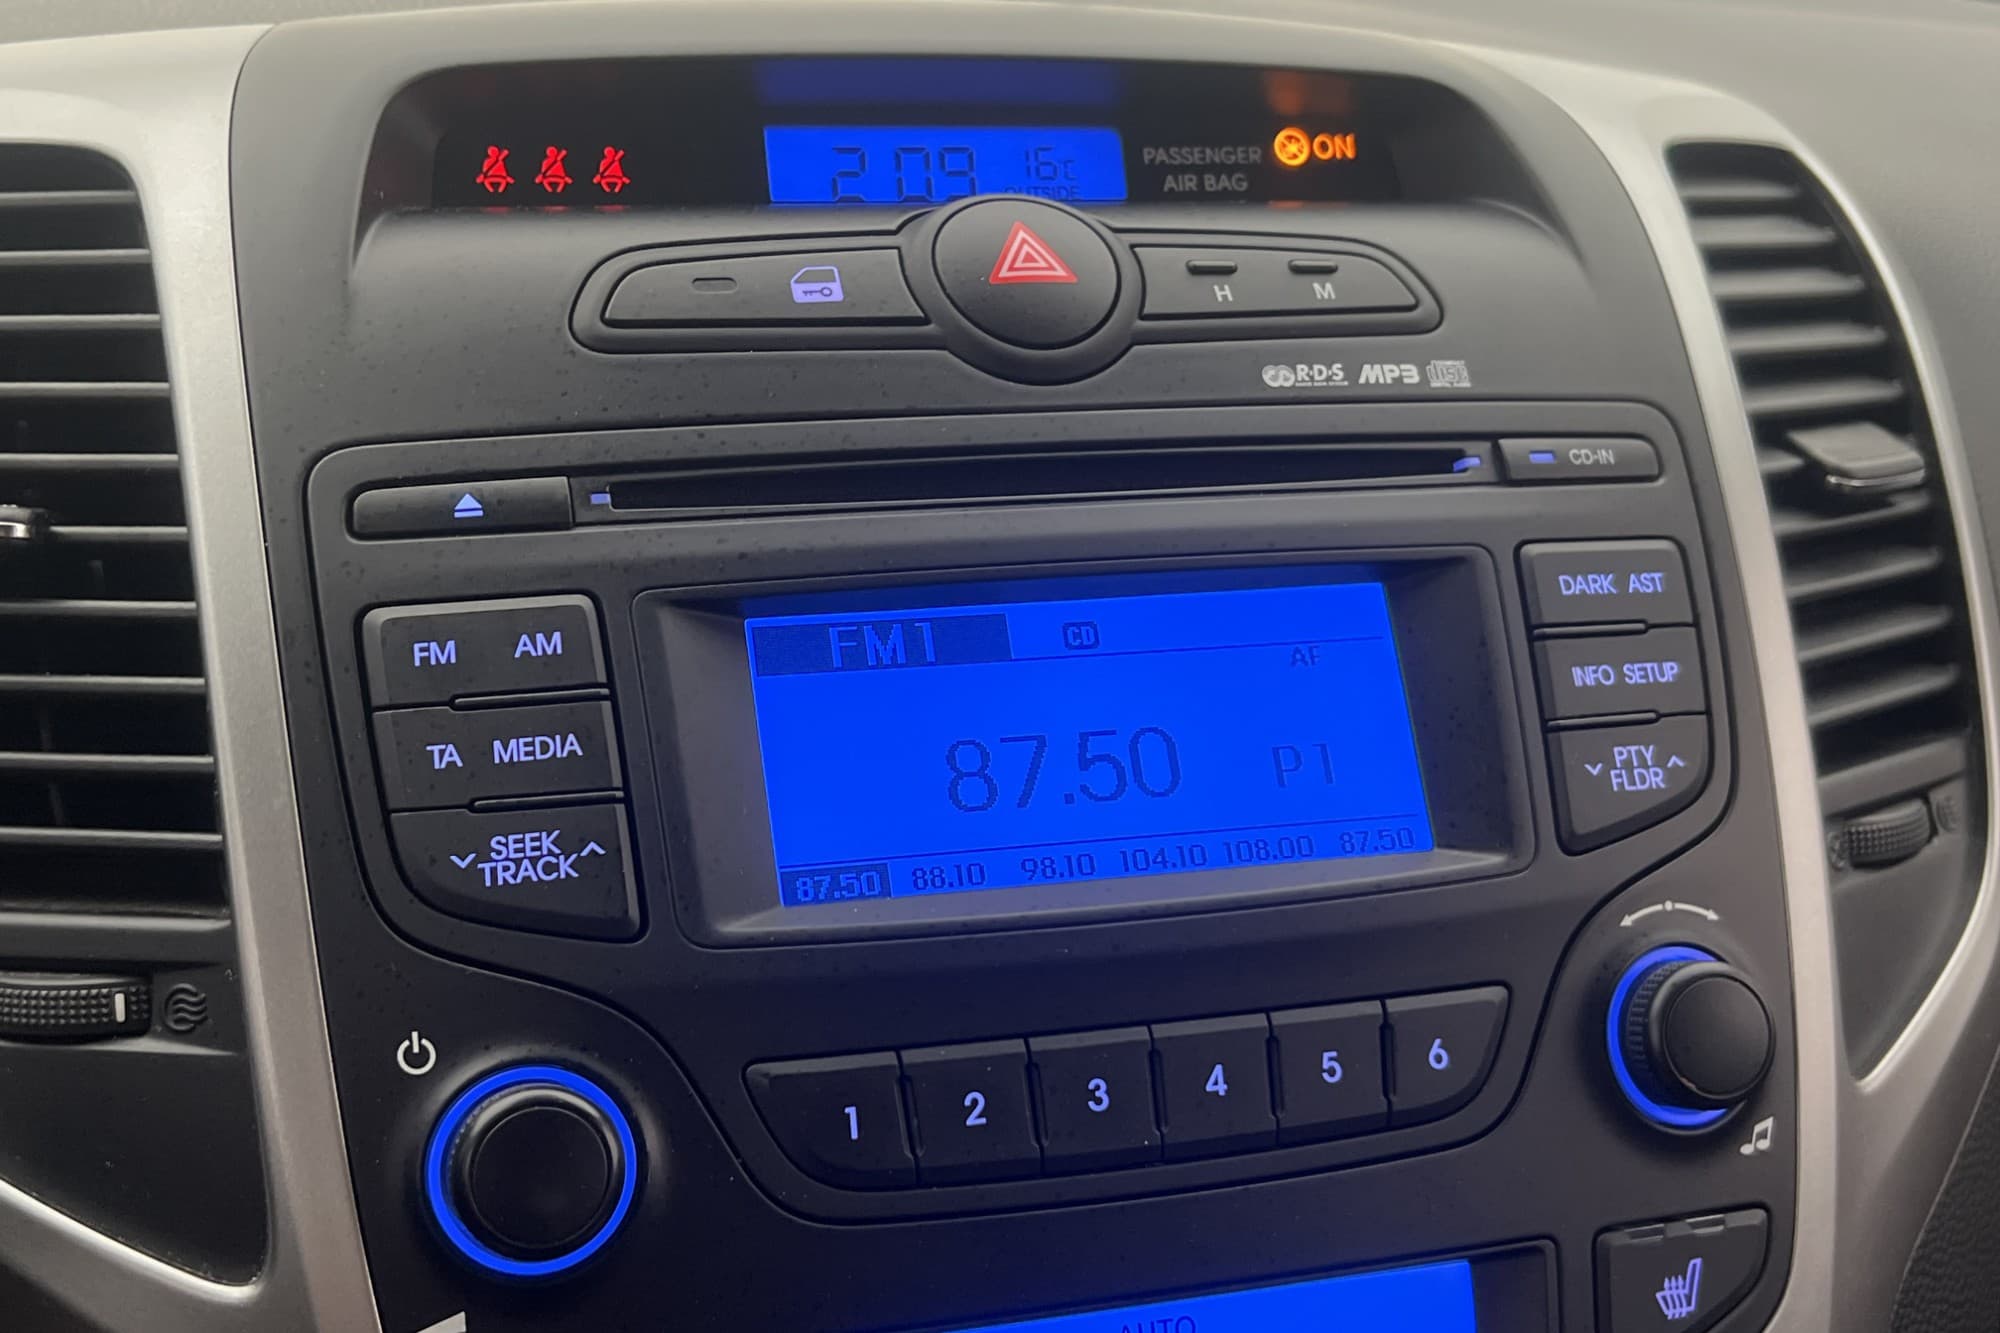 2 09 16°C
OUTSIDE
PASSENGER
AIR BAG
ON
H M
R·D·S MP3 disc
CD-IN
FM AM
TA MEDIA
SEEK
TRACK
FM1 CD
AF
87.50 P1
87.50 88.10 98.10 104.10 108.00 87.50
DARK AST
INFO SETUP
PTY
FLDR
1 2 3 4 5 6
AUTO